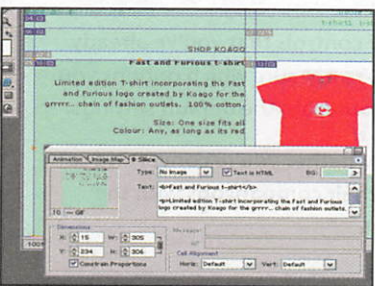 SHOP KOAGO
Fast and Furious t-shirt
Limited edition T-shirt incorporating the Fast
and Furious logo created by Koago for the
grrrr... chain of fashion outlets. 100% cotton.
Size: One size fits all
Colour: Any, as long as its red
Animation Image Map Slice
Type: No Image Text is HTML BG:
Text: <b>Fast and Furious t-shirt</b>
<p>Limited edition T-shirt incorporating the Fast and Furious
logo created by Koago for the grrrr... chain of fashion outlets.
10 — GIF
Dimensions
X: 15 W: 305
Y: 234 H: 306
Constrain Proportions
Message:
Cell Alignment
Horiz: Default Vert: Default